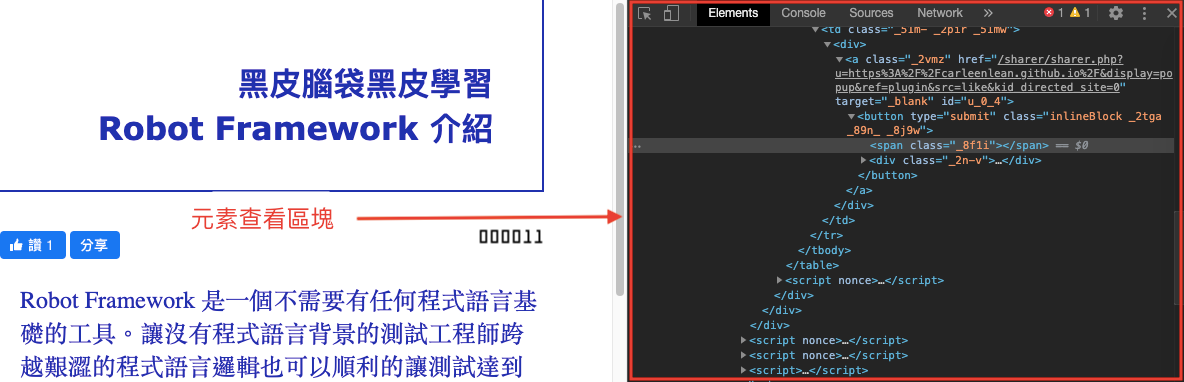 黑皮腦袋黑皮學習
Robot Framework 介紹
元素查看區塊
000011
讚 1 分享
Robot Framework 是一個不需要有任何程式語言基
礎的工具。讓沒有程式語言背景的測試工程師跨
越艱澀的程式語言邏輯也可以順利的讓測試達到
Elements Console Sources Network » 1 1
▼<td class="_51m- _2pir _51mw">
▼<div>
▼<a class="_2vmz" href="/sharer/sharer.php?
u=https%3A%2F%2Fcarleenlean.github.io%2F&display=po
pup&ref=plugin&src=like&kid_directed_site=0"
target="_blank" id="u_0_4">
▼<button type="submit" class="inlineBlock _2tga
_89n_ _8j9w">
<span class="_8f1i"></span> == $0
▶<div class="_2n-v">…</div>
</button>
</a>
</div>
</td>
</tr>
</tbody>
</table>
▶<script nonce>…</script>
</div>
</div>
</div>
▶<script nonce>…</script>
▶<script nonce>…</script>
▶<script>…</script>